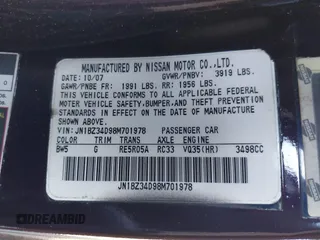 MANUFACTURED BY NISSAN MOTOR CO.,LTD.
DATE:10/07 GVWR/PNBV: 3919 LBS.
GAWR/PNBE FR: 1991 LBS. RR: 1956 LBS.
THIS VEHICLE CONFORMS TO ALL APPLICABLE FEDERAL
MOTOR VEHICLE SAFETY,BUMPER,AND THEFT PREVENTION
STANDARDS IN EFFECT ON THE DATE OF
MANUFACTURE SHOWN ABOVE.
VIN:JN1BZ34D98M701978 PASSENGER CAR
COLOR TRIM TRANS AXLE ENGINE
BW5 G RE5R05A RC33 VQ35(HR) 3498CC
JN1BZ34D98M701978
DREAMBID